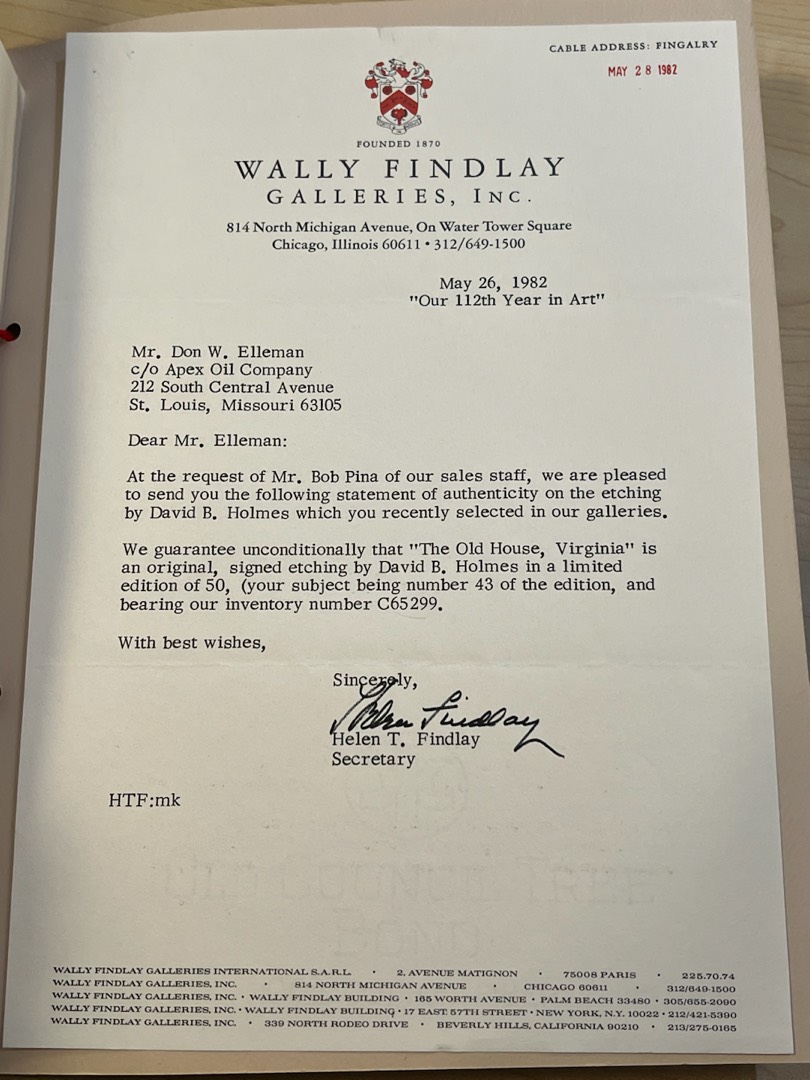 CABLE ADDRESS: FINGALRY
MAY 28 1982
FOUNDED 1870
WALLY FINDLAY
GALLERIES, INC.
814 North Michigan Avenue, On Water Tower Square
Chicago, Illinois 60611 • 312/649-1500
May 26, 1982
"Our 112th Year in Art"
Mr. Don W. Elleman
c/o Apex Oil Company
212 South Central Avenue
St. Louis, Missouri 63105
Dear Mr. Elleman:
At the request of Mr. Bob Pina of our sales staff, we are pleased
to send you the following statement of authenticity on the etching
by David B. Holmes which you recently selected in our galleries.
We guarantee unconditionally that "The Old House, Virginia" is
an original, signed etching by David B. Holmes in a limited
edition of 50, (your subject being number 43 of the edition, and
bearing our inventory number C65299.
With best wishes,
Sincerely,
Helen Findlay
Helen T. Findlay
Secretary
HTF:mk
OLD COUNCIL TREE
BOND
WALLY FINDLAY GALLERIES INTERNATIONAL S.A.R.L. • 2, AVENUE MATIGNON • 75008 PARIS • 225.70.74
WALLY FINDLAY GALLERIES, INC. • 814 NORTH MICHIGAN AVENUE • CHICAGO 60611 • 312/649-1500
WALLY FINDLAY GALLERIES, INC. • WALLY FINDLAY BUILDING • 165 WORTH AVENUE • PALM BEACH 33480 • 305/655-2090
WALLY FINDLAY GALLERIES, INC. • WALLY FINDLAY BUILDING • 17 EAST 57TH STREET • NEW YORK, N.Y. 10022 • 212/421-5390
WALLY FINDLAY GALLERIES, INC. • 339 NORTH RODEO DRIVE • BEVERLY HILLS, CALIFORNIA 90210 • 213/275-0165